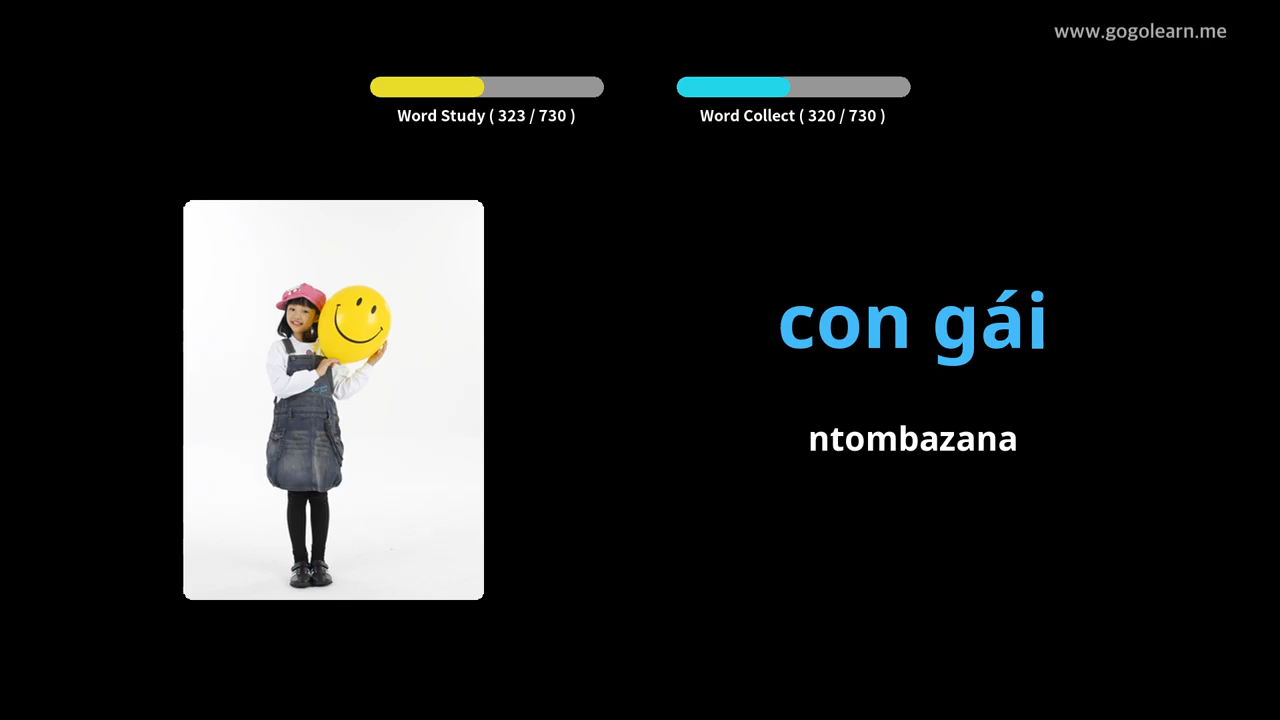 www.gogolearn.me
Word Study ( 323 / 730 )
Word Collect ( 320 / 730 )
con gái
ntombazana